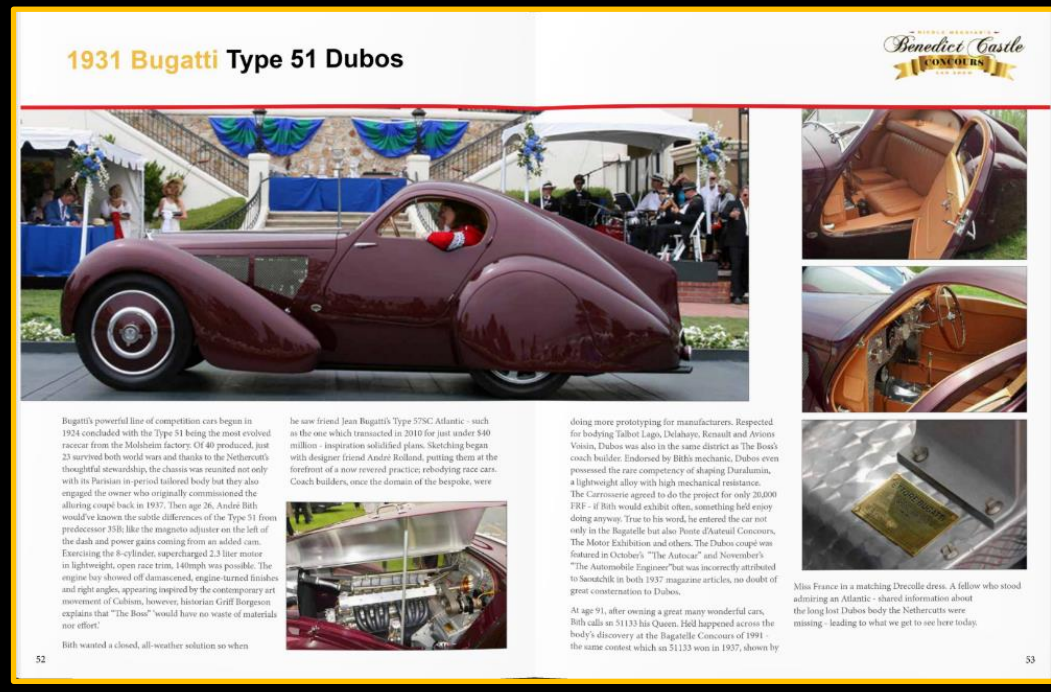 1931 Bugatti Type 51 Dubos
Benedict Castle
CONCOURS
CAR SHOW
Bugatti's powerful line of competition cars begun in
1924 concluded with the Type 51 being the most evolved
racecar from the Molsheim factory. Of 40 produced, just
23 survived both world wars and thanks to the Nethercutt's
thoughtful stewardship, the chassis was reunited not only
with its Parisian in-period tailored body but they also
engaged the owner who originally commissioned the
alluring coupé back in 1937. Then age 26, André Bith
would've known the subtle differences of the Type 51 from
predecessor 35B; like the magneto adjuster on the left of
the dash and power gains coming from an added cam.
Exercising the 8-cylinder, supercharged 2.3 liter motor
in lightweight, open race trim, 140mph was possible. The
engine bay showed off damascened, engine-turned finishes
and right angles, appearing inspired by the contemporary art
movement of Cubism, however, historian Griff Borgeson
explains that "The Boss" 'would have no waste of materials
nor effort.'
Bith wanted a closed, all-weather solution so when
he saw friend Jean Bugatti's Type 57SC Atlantic - such
as the one which transacted in 2010 for just under $40
million - inspiration solidified plans. Sketching began
with designer friend André Rolland, putting them at the
forefront of a now revered practice; rebodying race cars.
Coach builders, once the domain of the bespoke, were
doing more prototyping for manufacturers. Respected
for bodying Talbot Lago, Delahaye, Renault and Avions
Voisin, Dubos was also in the same district as The Boss's
coach builder. Endorsed by Bith's mechanic, Dubos even
possessed the rare competency of shaping Duralumin,
a lightweight alloy with high mechanical resistance.
The Carrosserie agreed to do the project for only 20,000
FRF - if Bith would exhibit often, something he'd enjoy
doing anyway. True to his word, he entered the car not
only in the Bagatelle but also Ponte d'Auteuil Concours,
The Motor Exhibition and others. The Dubos coupé was
featured in October's "The Autocar" and November's
"The Automobile Engineer"but was incorrectly attributed
to Saoutchik in both 1937 magazine articles, no doubt of
great consternation to Dubos.
At age 91, after owning a great many wonderful cars,
Bith calls sn 51133 his Queen. He'd happened across the
body's discovery at the Bagatelle Concours of 1991 -
the same contest which sn 51133 won in 1937, shown by
Miss France in a matching Drecolle dress. A fellow who stood
admiring an Atlantic - shared information about
the long lost Dubos body the Nethercutts were
missing - leading to what we get to see here today.
52
53